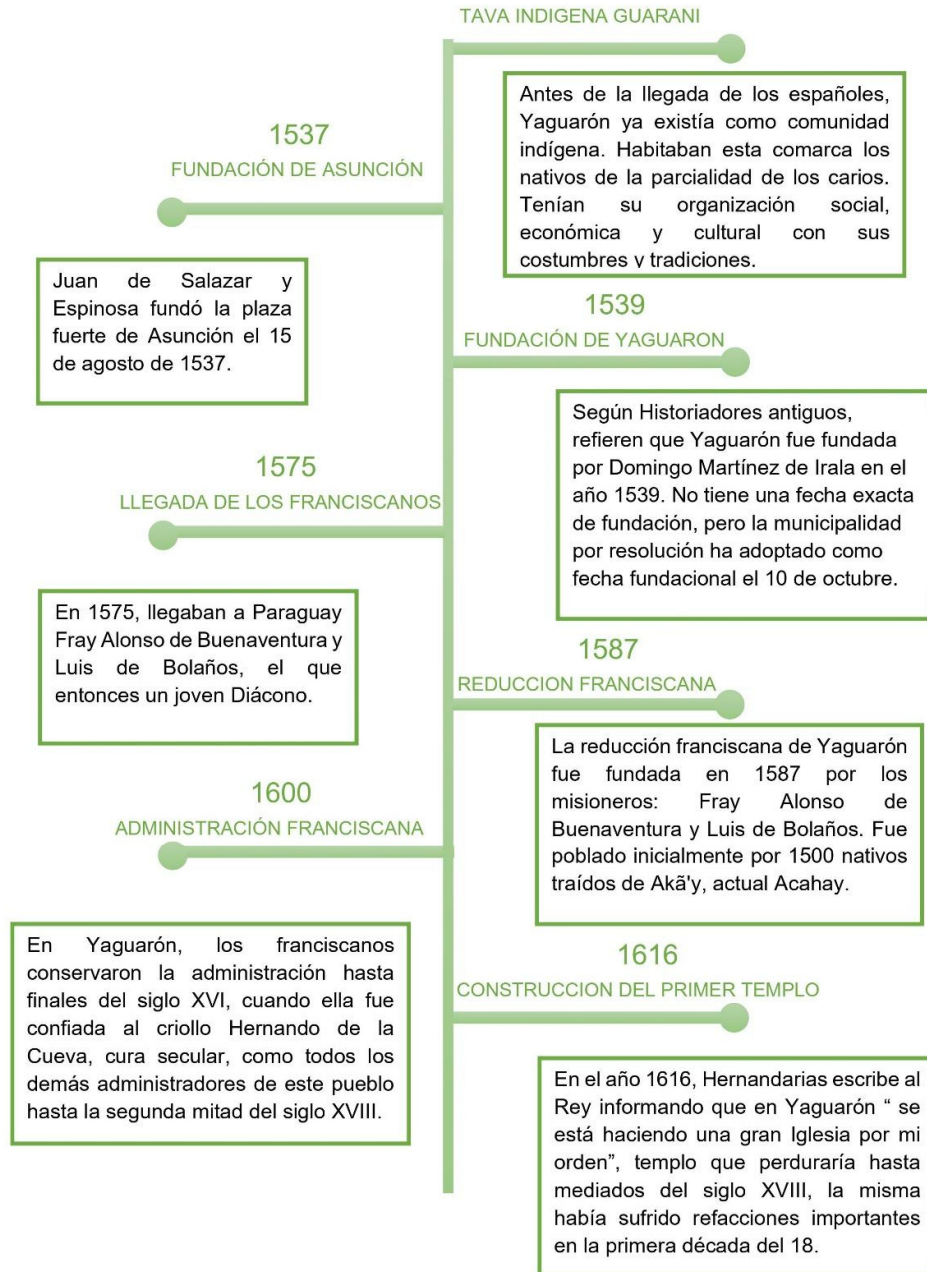 TAVA INDIGENA GUARANI
Antes de la llegada de los españoles,
Yaguarón ya existía como comunidad
indígena. Habitaban esta comarca los
nativos de la parcialidad de los carios.
Tenían su organización social,
económica y cultural con sus
costumbres y tradiciones.
1537
FUNDACIÓN DE ASUNCIÓN
Juan de Salazar y
Espinosa fundó la plaza
fuerte de Asunción el 15
de agosto de 1537.
1539
FUNDACIÓN DE YAGUARON
Según Historiadores antiguos,
refieren que Yaguarón fue fundada
por Domingo Martínez de Irala en el
año 1539. No tiene una fecha exacta
de fundación, pero la municipalidad
por resolución ha adoptado como
fecha fundacional el 10 de octubre.
1575
LLEGADA DE LOS FRANCISCANOS
En 1575, llegaban a Paraguay
Fray Alonso de Buenaventura y
Luis de Bolaños, el que
entonces un joven Diácono.
1587
REDUCCION FRANCISCANA
La reducción franciscana de Yaguarón
fue fundada en 1587 por los
misioneros: Fray Alonso de
Buenaventura y Luis de Bolaños. Fue
poblado inicialmente por 1500 nativos
traídos de Akã'y, actual Acahay.
1600
ADMINISTRACIÓN FRANCISCANA
En Yaguarón, los franciscanos
conservaron la administración hasta
finales del siglo XVI, cuando ella fue
confiada al criollo Hernando de la
Cueva, cura secular, como todos los
demás administradores de este pueblo
hasta la segunda mitad del siglo XVIII.
1616
CONSTRUCCION DEL PRIMER TEMPLO
En el año 1616, Hernandarias escribe al
Rey informando que en Yaguarón “ se
está haciendo una gran Iglesia por mi
orden”, templo que perduraría hasta
mediados del siglo XVIII, la misma
había sufrido refacciones importantes
en la primera década del 18.